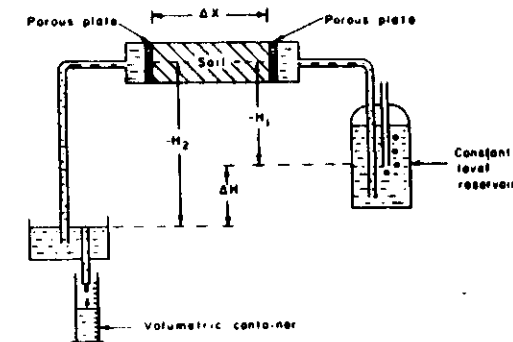 ΔX
Porous plate
Porous plate
Soil
-H₁
-H₂
ΔH
Constant
level
reservoir
Volumetric container